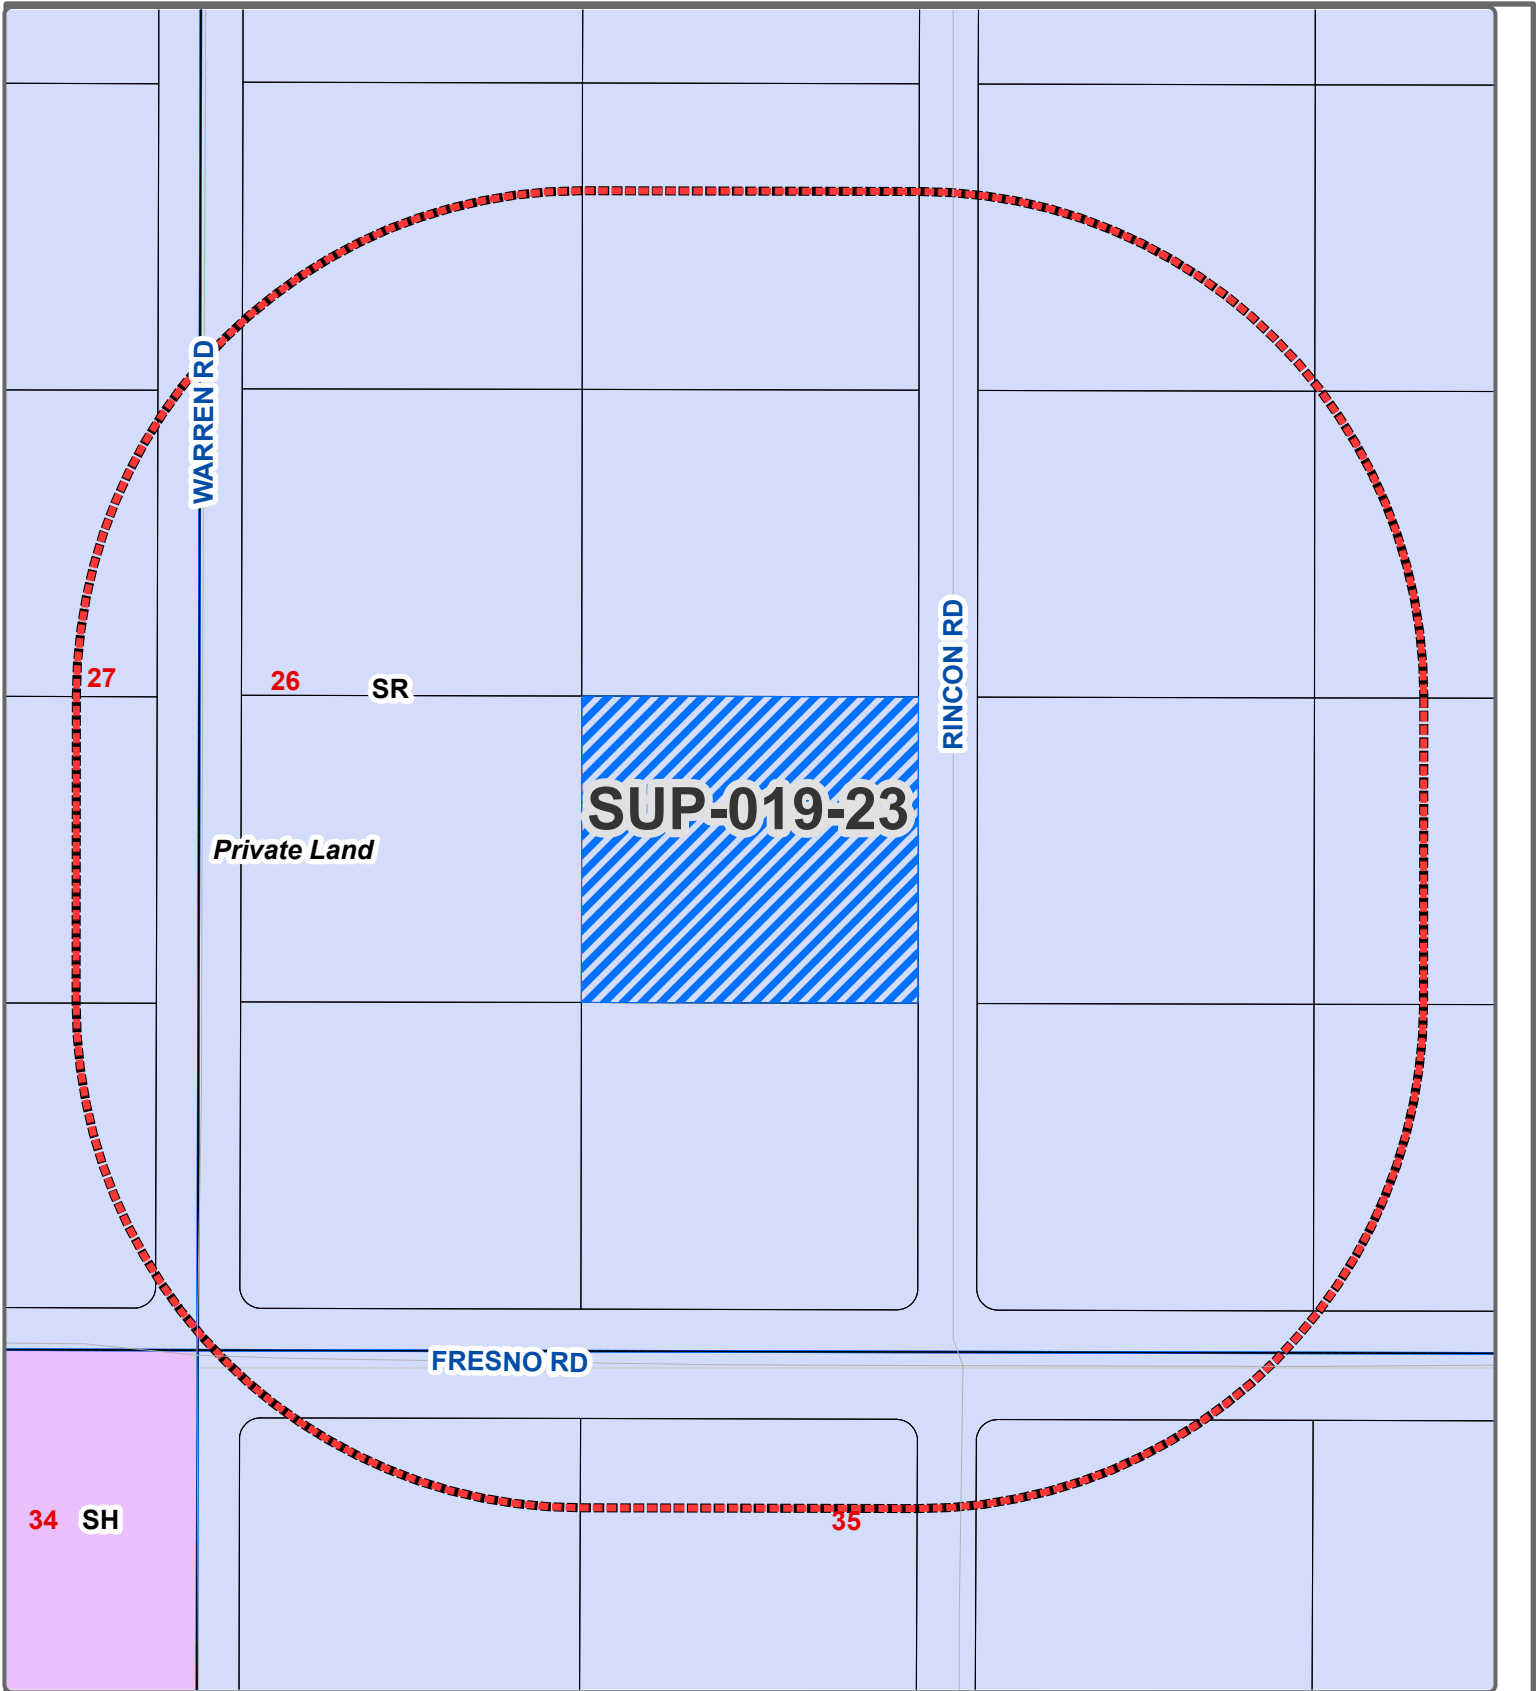 WARREN RD
RINCON RD
27
26
SR
SUP-019-23
Private Land
FRESNO RD
34
SH
35